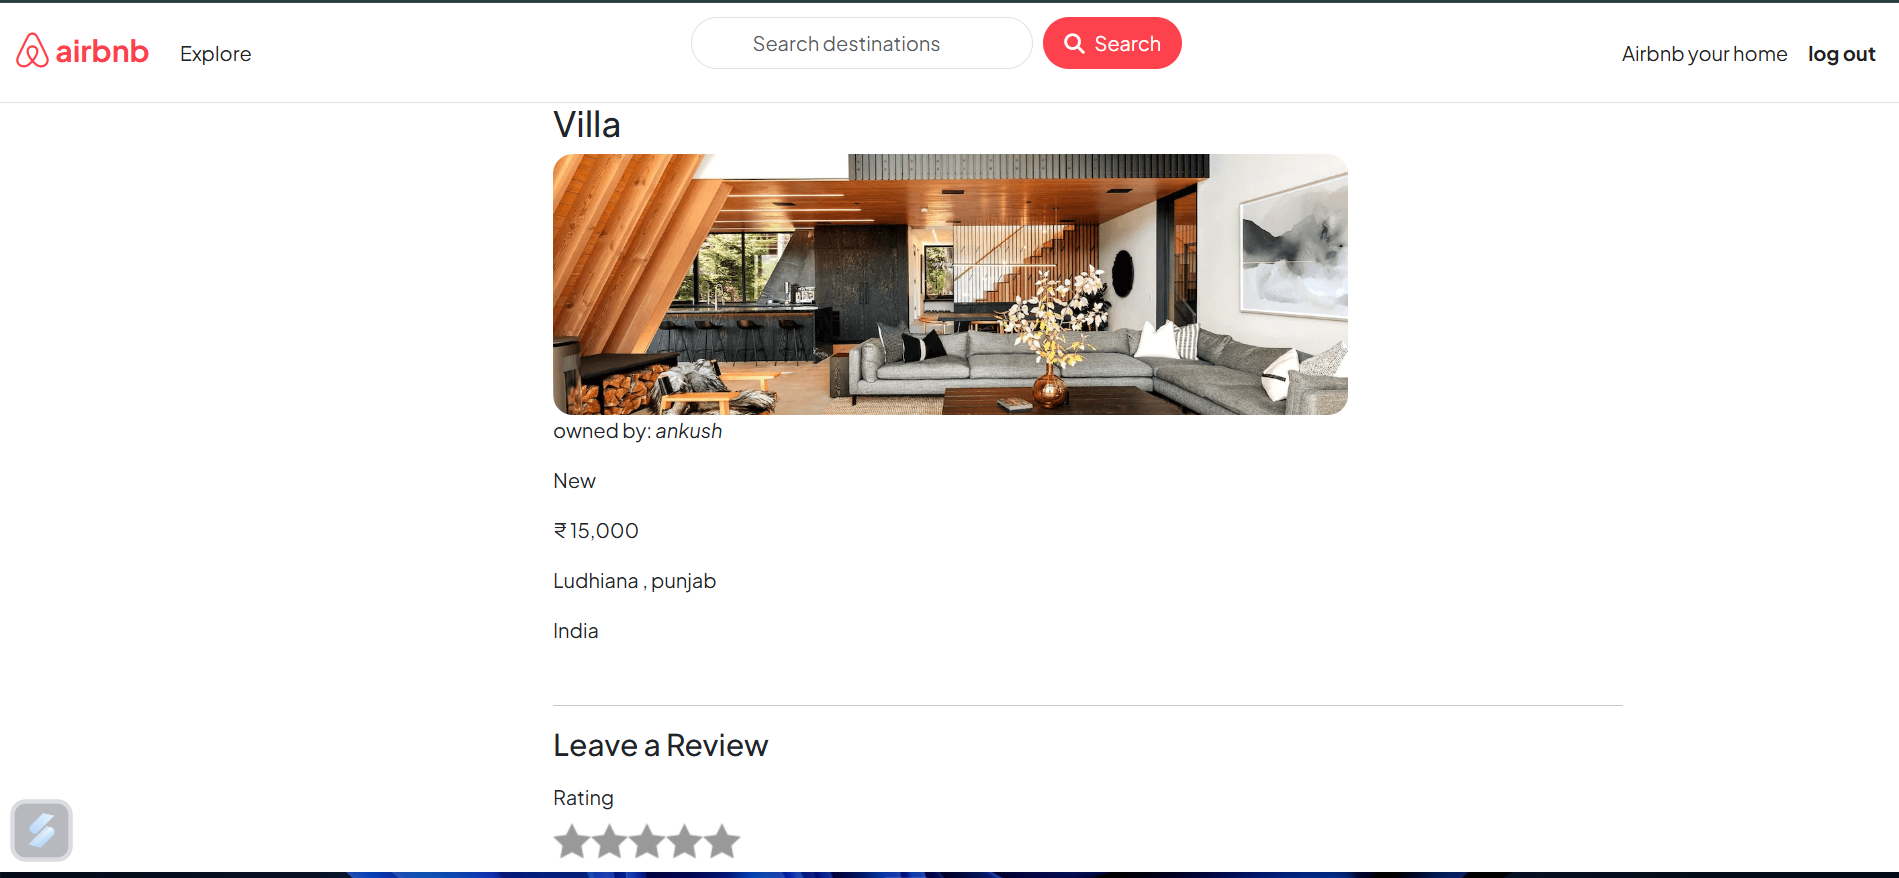 airbnb
Explore
Search destinations
Search
Airbnb your home
log out
Villa
owned by: ankush
New
₹ 15,000
Ludhiana , punjab
India
Leave a Review
Rating